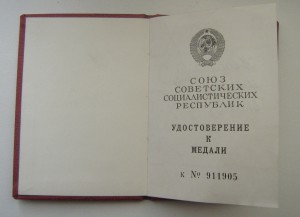 СОЮЗ
СОВЕТСКИХ
СОЦИАЛИСТИЧЕСКИХ
РЕСПУБЛИК
УДОСТОВЕРЕНИЕ
К
МЕДАЛИ
К № 911905